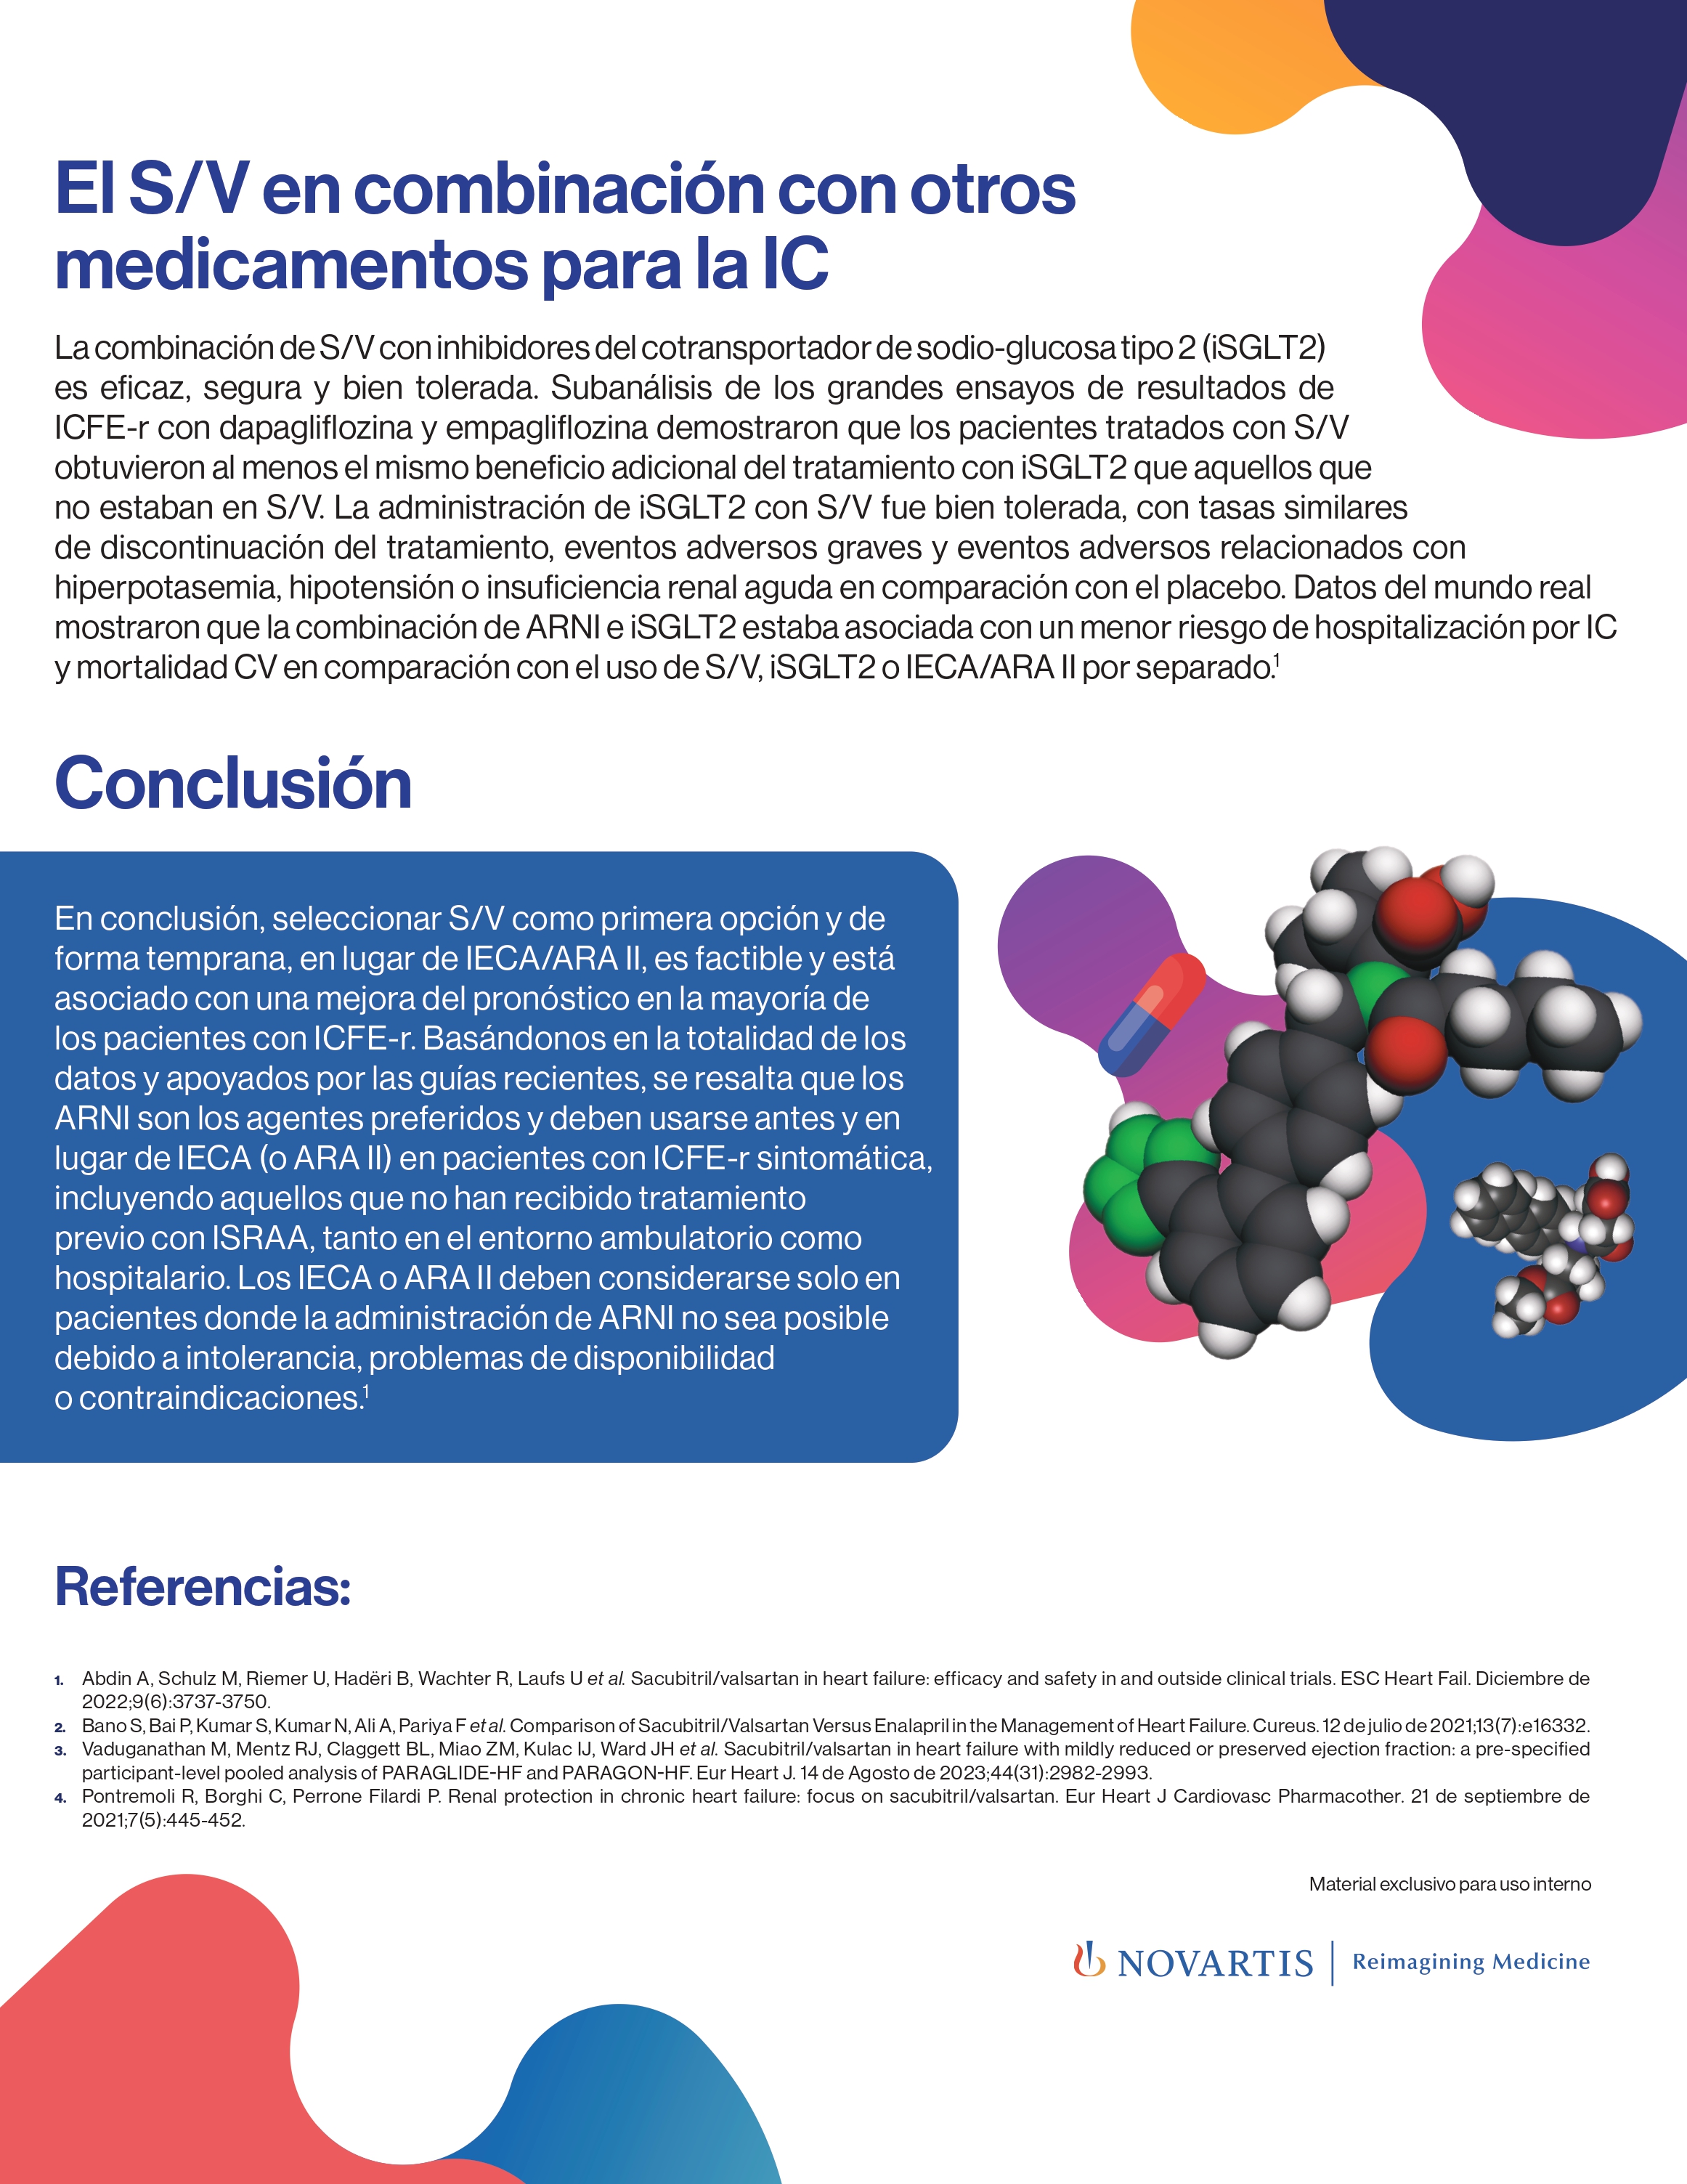 El S/V en combinación con otros
medicamentos para la IC
La combinación de S/V con inhibidores del cotransportador de sodio-glucosa tipo 2 (iSGLT2)
es eficaz, segura y bien tolerada. Subanálisis de los grandes ensayos de resultados de
ICFE-r con dapagliflozina y empagliflozina demostraron que los pacientes tratados con S/V
obtuvieron al menos el mismo beneficio adicional del tratamiento con iSGLT2 que aquellos que
no estaban en S/V. La administración de iSGLT2 con S/V fue bien tolerada, con tasas similares
de discontinuación del tratamiento, eventos adversos graves y eventos adversos relacionados con
hiperpotasemia, hipotensión o insuficiencia renal aguda en comparación con el placebo. Datos del mundo real
mostraron que la combinación de ARNI e iSGLT2 estaba asociada con un menor riesgo de hospitalización por IC
y mortalidad CV en comparación con el uso de S/V, iSGLT2 o IECA/ARA II por separado.¹
Conclusión
En conclusión, seleccionar S/V como primera opción y de
forma temprana, en lugar de IECA/ARA II, es factible y está
asociado con una mejora del pronóstico en la mayoría de
los pacientes con ICFE-r. Basándonos en la totalidad de los
datos y apoyados por las guías recientes, se resalta que los
ARNI son los agentes preferidos y deben usarse antes y en
lugar de IECA (o ARA II) en pacientes con ICFE-r sintomática,
incluyendo aquellos que no han recibido tratamiento
previo con ISRAA, tanto en el entorno ambulatorio como
hospitalario. Los IECA o ARA II deben considerarse solo en
pacientes donde la administración de ARNI no sea posible
debido a intolerancia, problemas de disponibilidad
o contraindicaciones.¹
Referencias:
1. Abdin A, Schulz M, Riemer U, Hadëri B, Wachter R, Laufs U et al. Sacubitril/valsartan in heart failure: efficacy and safety in and outside clinical trials. ESC Heart Fail. Diciembre de
2022;9(6):3737-3750.
2. Bano S, Bai P, Kumar S, Kumar N, Ali A, Pariya F et al. Comparison of Sacubitril/Valsartan Versus Enalapril in the Management of Heart Failure. Cureus. 12 de julio de 2021;13(7):e16332.
3. Vaduganathan M, Mentz RJ, Claggett BL, Miao ZM, Kulac IJ, Ward JH et al. Sacubitril/valsartan in heart failure with mildly reduced or preserved ejection fraction: a pre-specified
participant-level pooled analysis of PARAGLIDE-HF and PARAGON-HF. Eur Heart J. 14 de Agosto de 2023;44(31):2982-2993.
4. Pontremoli R, Borghi C, Perrone Filardi P. Renal protection in chronic heart failure: focus on sacubitril/valsartan. Eur Heart J Cardiovasc Pharmacother. 21 de septiembre de
2021;7(5):445-452.
Material exclusivo para uso interno
NOVARTIS | Reimagining Medicine